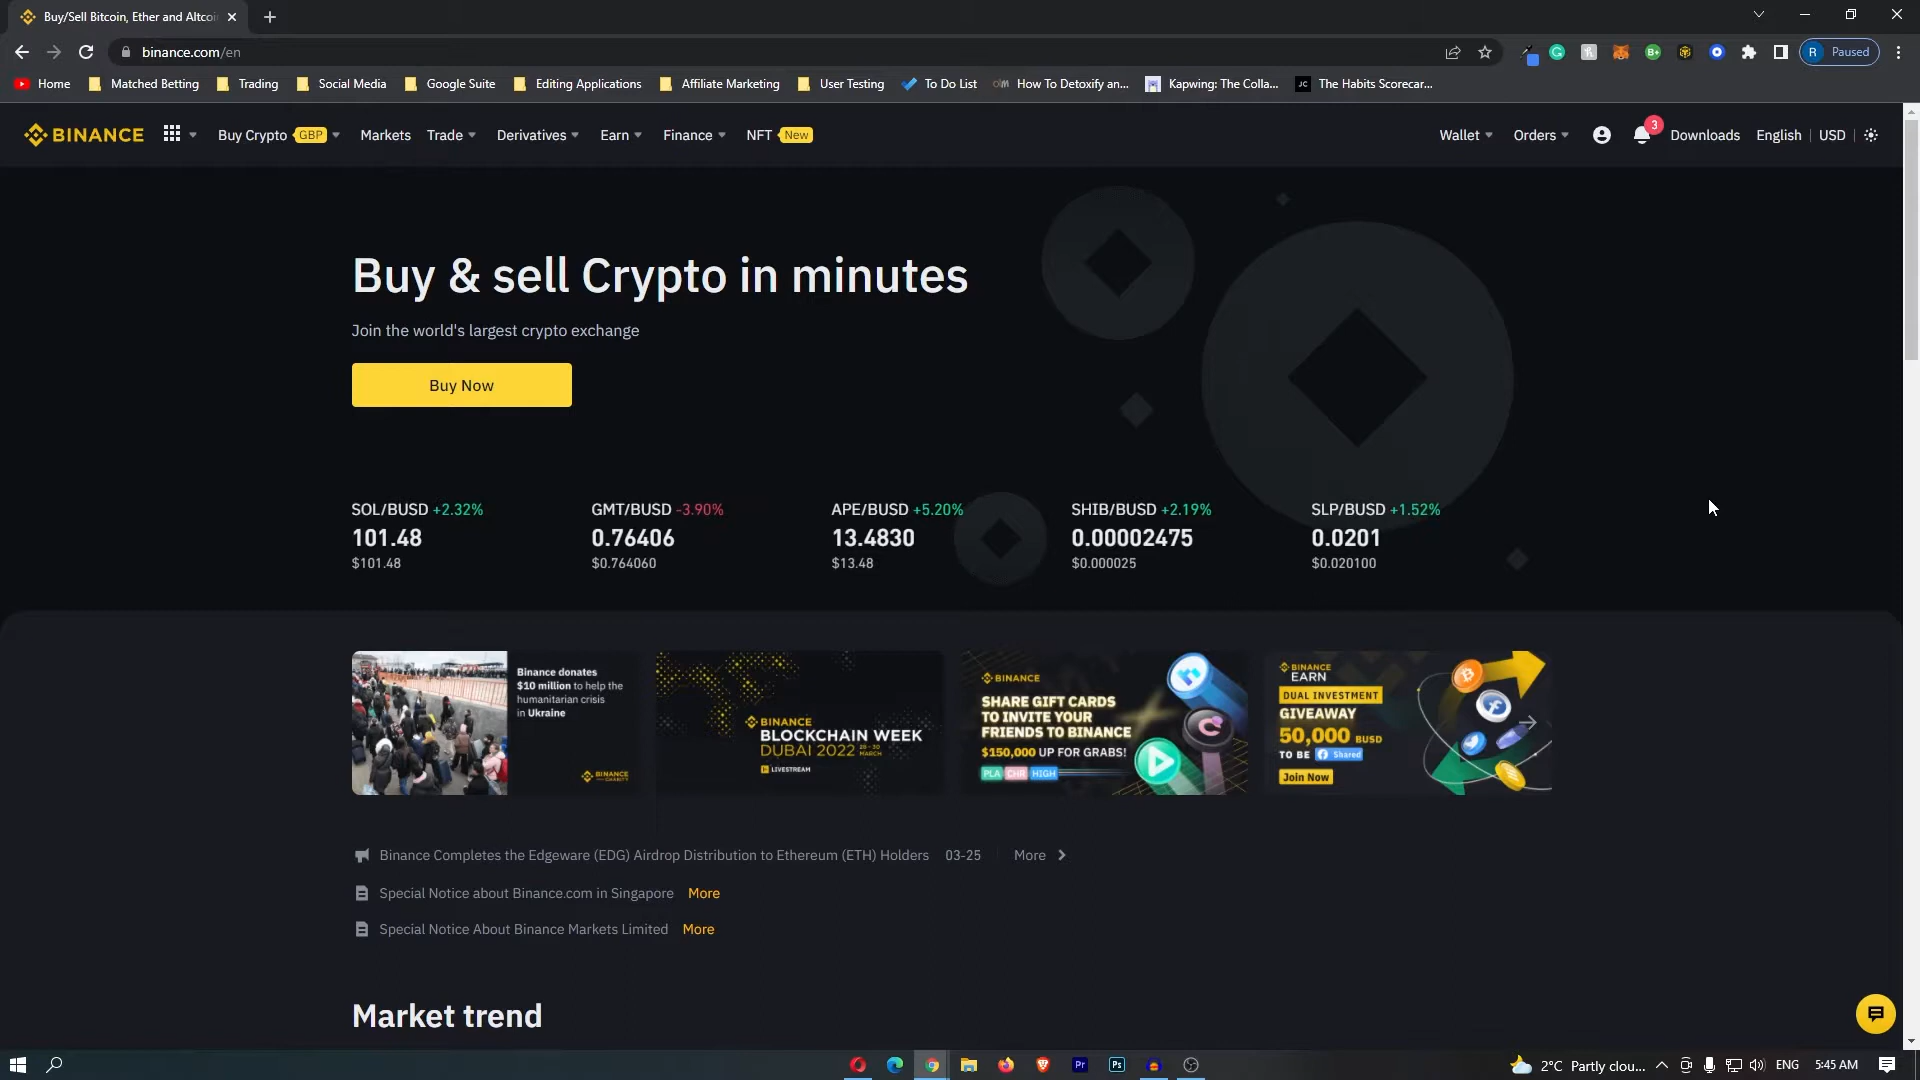 Buy/Sell Bitcoin, Ether and Altcoi
binance.com/en
Paused
R
Home
Matched Betting
Trading
Social Media
Google Suite
Editing Applications
Affiliate Marketing
User Testing
To Do List
How To Detoxify an...
Kapwing: The Colla...
JC
The Habits Scorecar...
BINANCE
Buy Crypto GBP
Markets
Trade
Derivatives
Earn
Finance
NFT New
Wallet
Orders
3
Downloads
English
USD
Buy & sell Crypto in minutes
Join the world's largest crypto exchange
Buy Now
SOL/BUSD +2.32%
101.48
$101.48
GMT/BUSD -3.90%
0.76406
$0.764060
APE/BUSD +5.20%
13.4830
$13.48
SHIB/BUSD +2.19%
0.00002475
$0.000025
SLP/BUSD +1.52%
0.0201
$0.020100
Binance donates
$10 million to help the
humanitarian crisis
in Ukraine
BINANCE
BINANCE
BLOCKCHAIN WEEK
DUBAI 2022 28-30 MARCH
LIVESTREAM
BINANCE
SHARE GIFT CARDS
TO INVITE YOUR
FRIENDS TO BINANCE
$150,000 UP FOR GRABS!
PLA CHR HIGH
BINANCE
EARN
DUAL INVESTMENT
GIVEAWAY
50,000 BUSD
TO BE Shared
Join Now
Binance Completes the Edgeware (EDG) Airdrop Distribution to Ethereum (ETH) Holders 03-25 More
Special Notice about Binance.com in Singapore More
Special Notice About Binance Markets Limited More
Market trend
Pr
Ps
2°C Partly clou...
ENG
5:45 AM